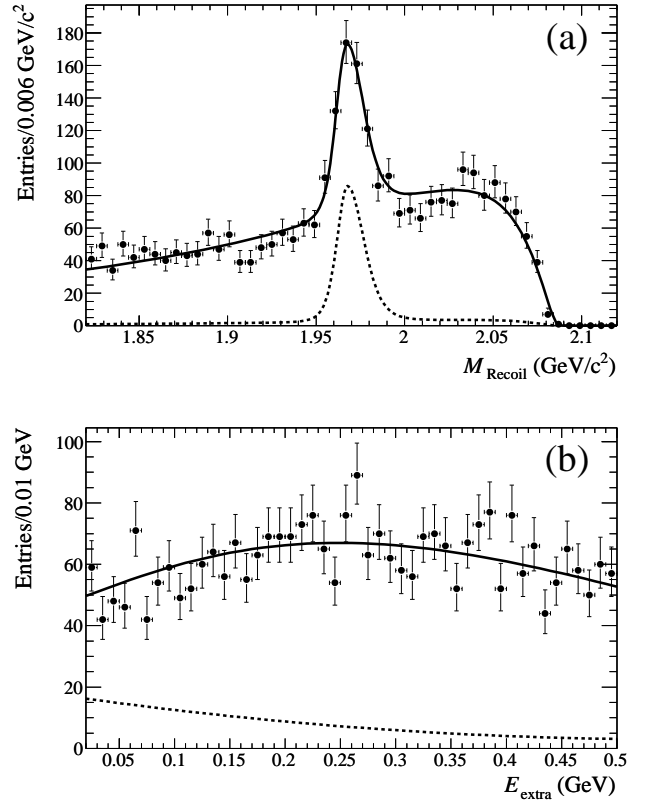 (a)
Entries/0.006 GeV/c²
180
160
140
120
100
80
60
40
20
0
1.85 1.9 1.95 2 2.05 2.1
M Recoil (GeV/c²)
(b)
Entries/0.01 GeV
100
80
60
40
20
0
0.05 0.1 0.15 0.2 0.25 0.3 0.35 0.4 0.45 0.5
E extra (GeV)